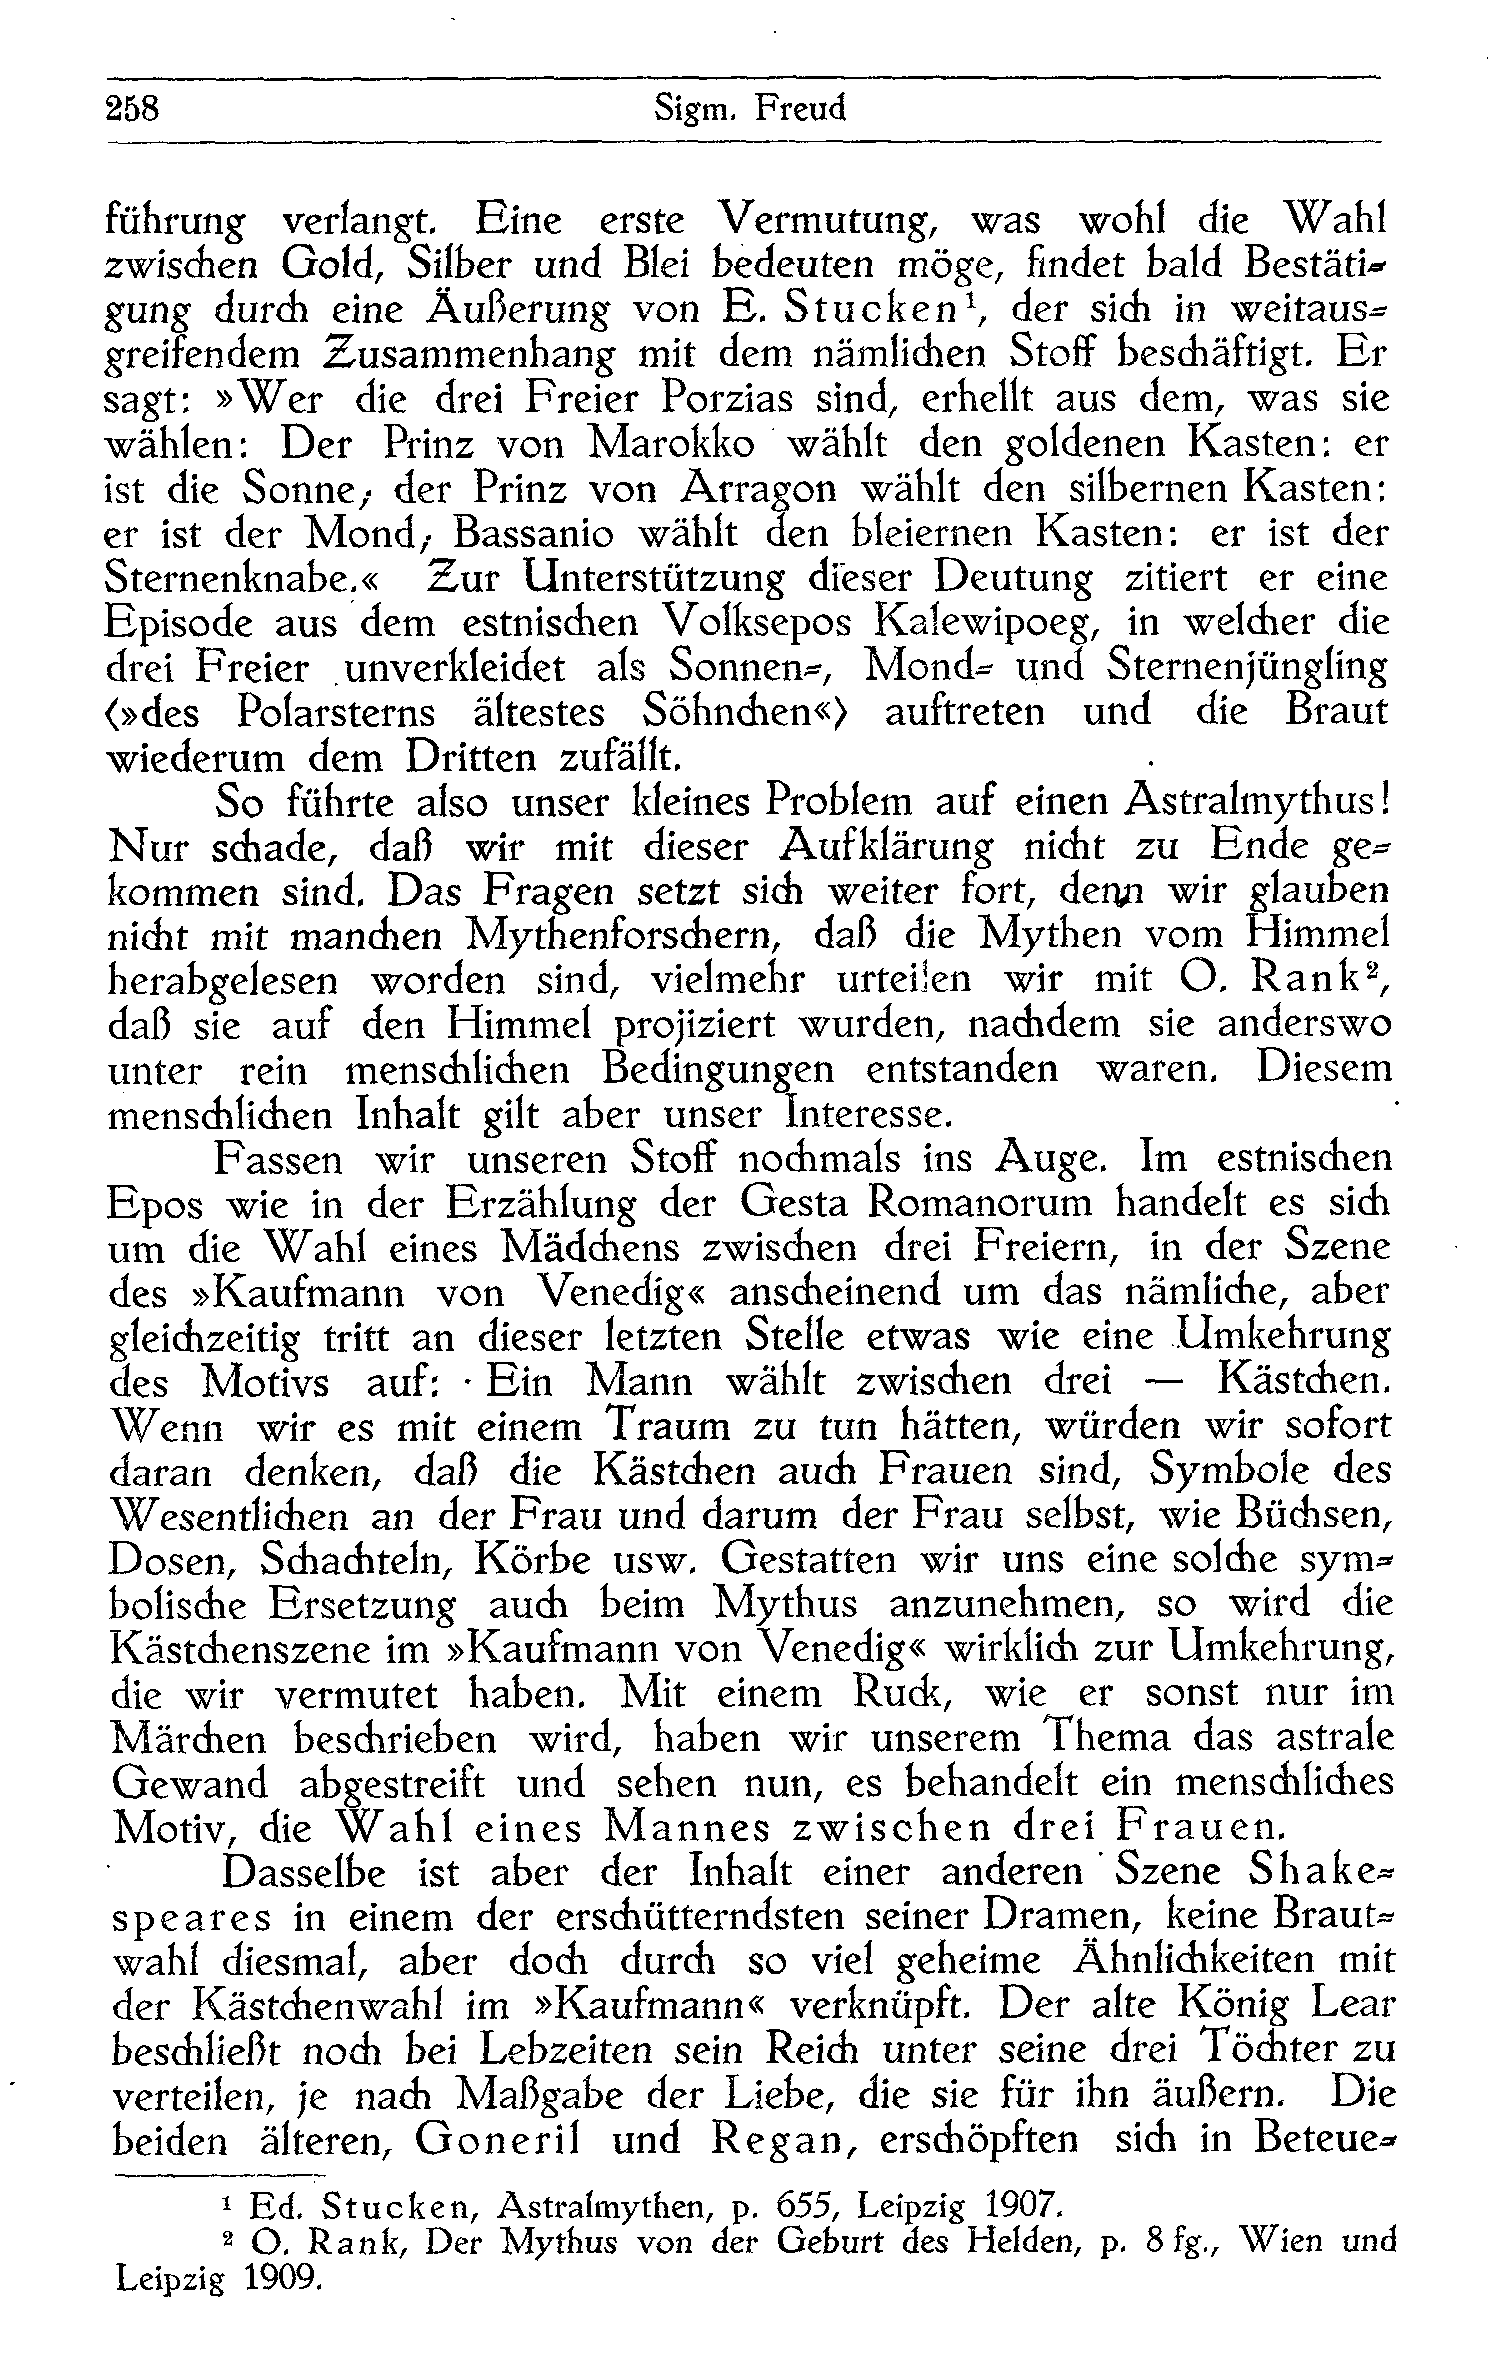 258 Sigm. Freud
führung verlangt. Eine erste Vermutung, was wohl die Wahl
zwischen Gold, Silber und Blei bedeuten möge, findet bald Bestäti-
gung durch eine Äußerung von E. Stucken¹, der sich in weitaus-
greifendem Zusammenhang mit dem nämlichen Stoff beschäftigt. Er
sagt: »Wer die drei Freier Porzias sind, erhellt aus dem, was sie
wählen: Der Prinz von Marokko wählt den goldenen Kasten: er
ist die Sonne; der Prinz von Arragon wählt den silbernen Kasten:
er ist der Mond; Bassanio wählt den bleiernen Kasten: er ist der
Sternenknabe.« Zur Unterstützung dieser Deutung zitiert er eine
Episode aus dem estnischen Volksepos Kalewipoeg, in welcher die
drei Freier unverkleidet als Sonnen-, Mond- und Sternenjüngling
(»des Polarsterns ältestes Söhnchen«) auftreten und die Braut
wiederum dem Dritten zufällt.
So führte also unser kleines Problem auf einen Astralmythus!
Nur schade, daß wir mit dieser Aufklärung nicht zu Ende ge-
kommen sind. Das Fragen setzt sich weiter fort, denn wir glauben
nicht mit manchen Mythenforschern, daß die Mythen vom Himmel
herabgelesen worden sind, vielmehr urteilen wir mit O. Rank²,
daß sie auf den Himmel projiziert wurden, nachdem sie anderswo
unter rein menschlichen Bedingungen entstanden waren. Diesem
menschlichen Inhalt gilt aber unser Interesse.
Fassen wir unseren Stoff nochmals ins Auge. Im estnischen
Epos wie in der Erzählung der Gesta Romanorum handelt es sich
um die Wahl eines Mädchens zwischen drei Freiern, in der Szene
des »Kaufmann von Venedig« anscheinend um das nämliche, aber
gleichzeitig tritt an dieser letzten Stelle etwas wie eine Umkehrung
des Motivs auf: Ein Mann wählt zwischen drei — Kästchen.
Wenn wir es mit einem Traum zu tun hätten, würden wir sofort
daran denken, daß die Kästchen auch Frauen sind, Symbole des
Wesentlichen an der Frau und darum der Frau selbst, wie Büchsen,
Dosen, Schachteln, Körbe usw. Gestatten wir uns eine solche sym-
bolische Ersetzung auch beim Mythus anzunehmen, so wird die
Kästchenszene im »Kaufmann von Venedig« wirklich zur Umkehrung,
die wir vermutet haben. Mit einem Ruck, wie er sonst nur im
Märchen beschrieben wird, haben wir unserem Thema das astrale
Gewand abgestreift und sehen nun, es behandelt ein menschliches
Motiv, die Wahl eines Mannes zwischen drei Frauen.
Dasselbe ist aber der Inhalt einer anderen Szene Shake-
speares in einem der erschütterndsten seiner Dramen, keine Braut-
wahl diesmal, aber doch durch so viel geheime Ähnlichkeiten mit
der Kästchenwahl im »Kaufmann« verknüpft. Der alte König Lear
beschließt noch bei Lebzeiten sein Reich unter seine drei Töchter zu
verteilen, je nach Maßgabe der Liebe, die sie für ihn äußern. Die
beiden älteren, Goneril und Regan, erschöpften sich in Beteue-
¹ Ed. Stucken, Astralmythen, p. 655, Leipzig 1907.
² O. Rank, Der Mythus von der Geburt des Helden, p. 8 fg., Wien und
Leipzig 1909.